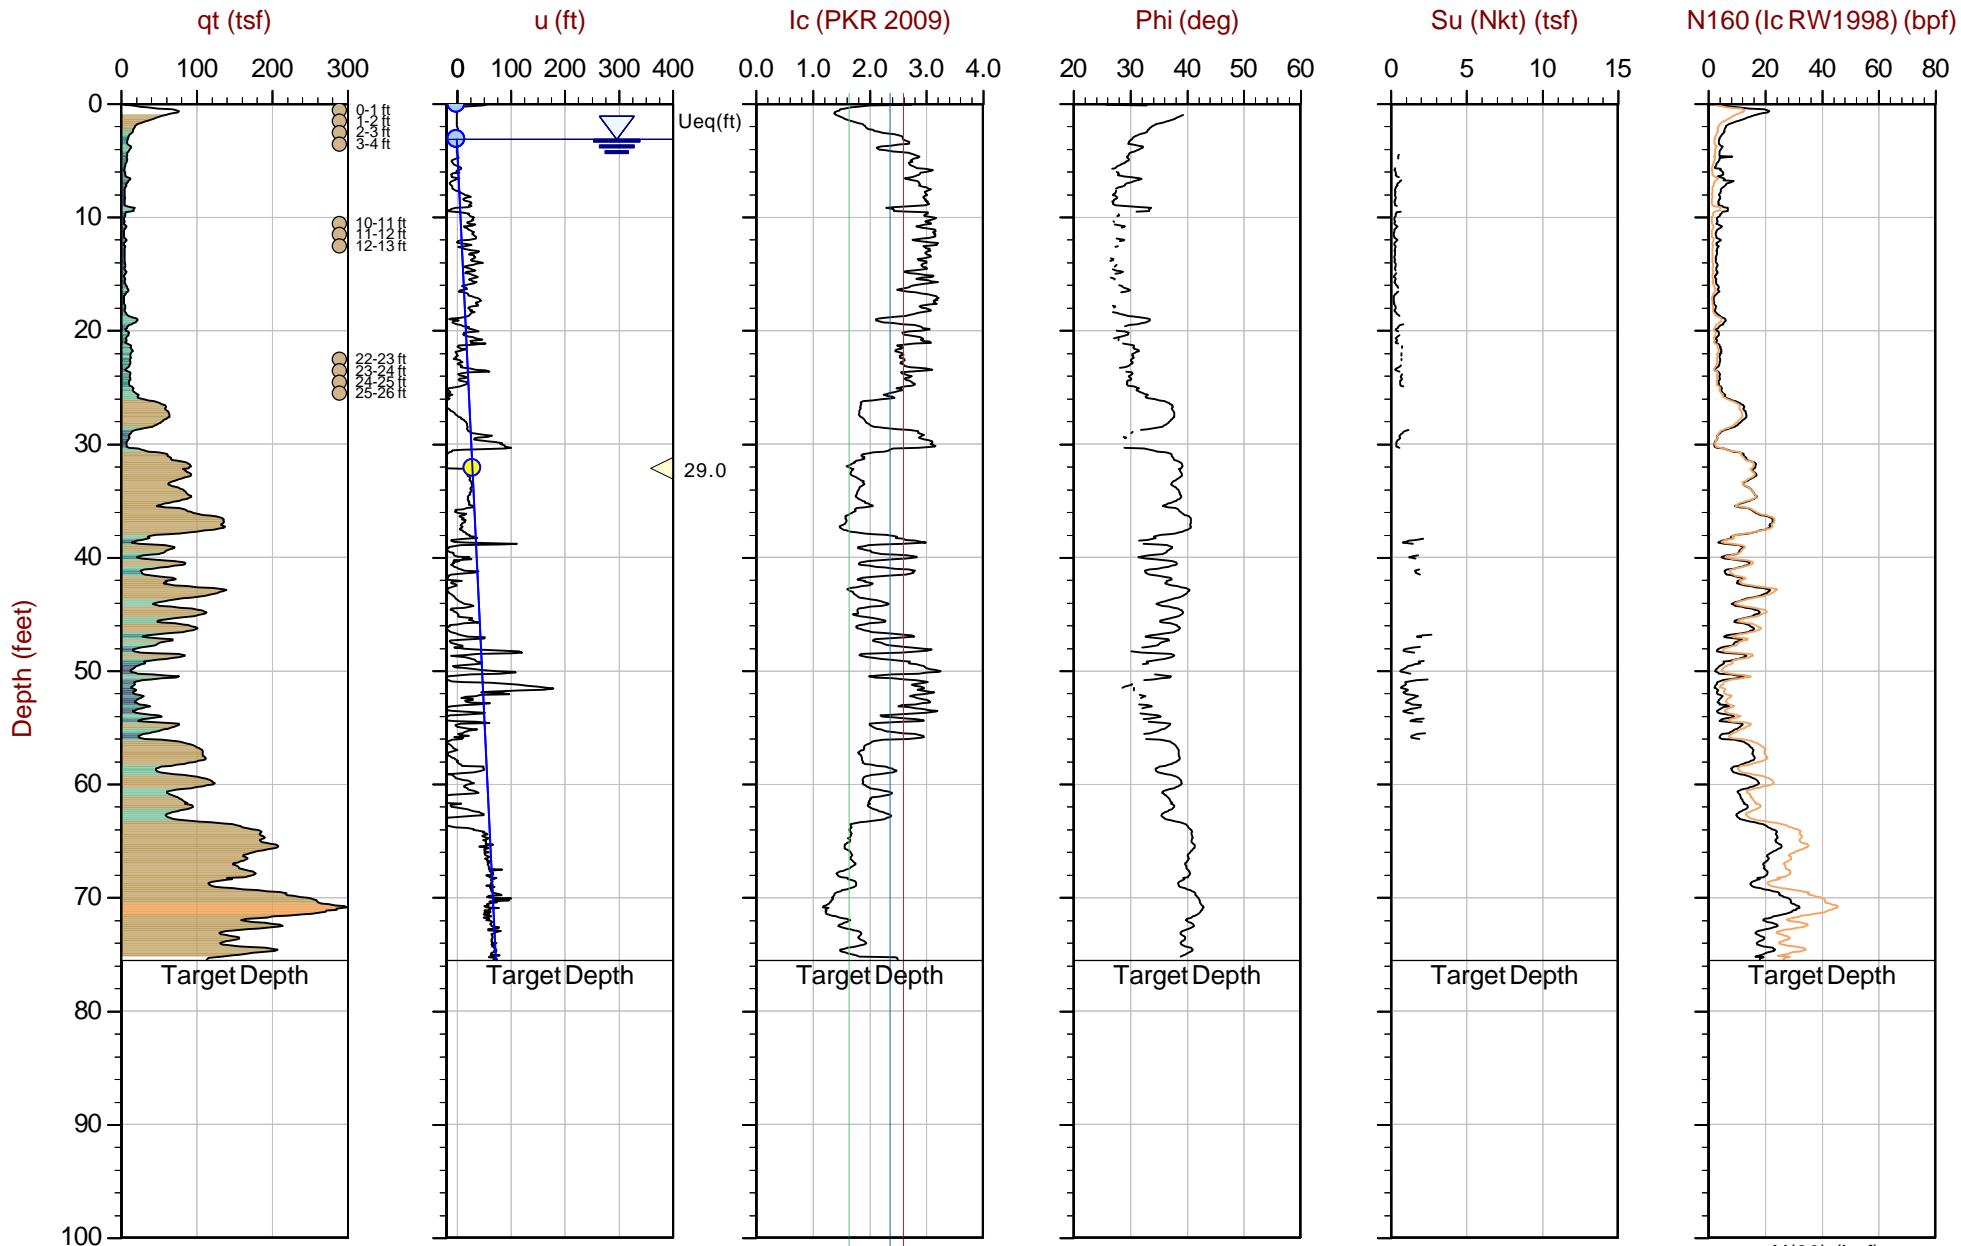 qt (tsf)
u (ft)
Ic (PKR 2009)
Phi (deg)
Su (Nkt) (tsf)
N160 (Ic RW1998) (bpf)
0 100 200 300
0 100 200 300 400
0.0 1.0 2.0 3.0 4.0
20 30 40 50 60
0 5 10 15
0 20 40 60 80
0
10
20
30
40
50
60
70
80
90
100
Depth (feet)
0-1 ft
1-2 ft
2-3 ft
3-4 ft
10-11 ft
11-12 ft
12-13 ft
22-23 ft
23-24 ft
24-25 ft
25-26 ft
Ueq(ft)
29.0
Target Depth
Target Depth
Target Depth
Target Depth
Target Depth
Target Depth